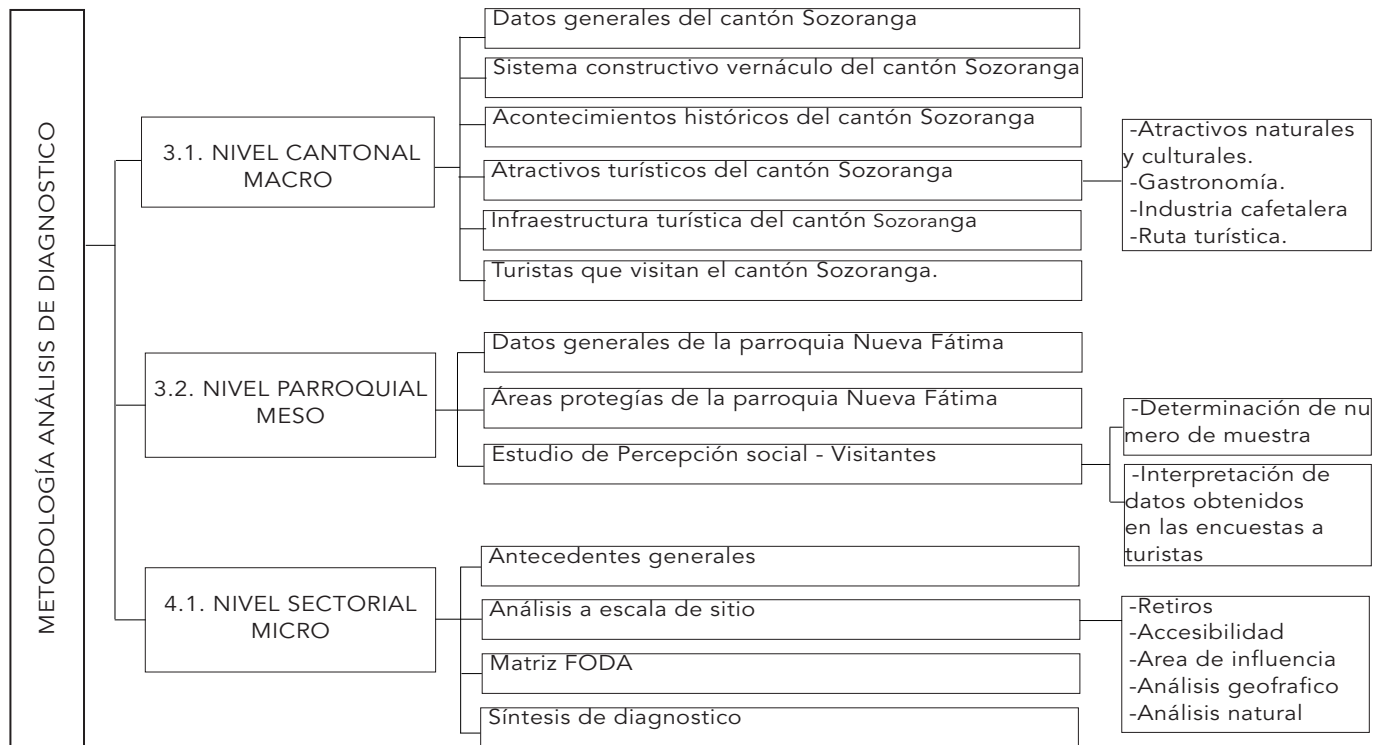 METODOLOGÍA ANÁLISIS DE DIAGNOSTICO
3.1. NIVEL CANTONAL
MACRO
Datos generales del cantón Sozoranga
Sistema constructivo vernáculo del cantón Sozoranga
Acontecimientos históricos del cantón Sozoranga
Atractivos turísticos del cantón Sozoranga
-Atractivos naturales
y culturales.
-Gastronomía.
-Industria cafetalera
-Ruta turística.
Infraestructura turística del cantón Sozoranga
Turistas que visitan el cantón Sozoranga.
3.2. NIVEL PARROQUIAL
MESO
Datos generales de la parroquia Nueva Fátima
Áreas protegías de la parroquia Nueva Fátima
Estudio de Percepción social - Visitantes
-Determinación de nu
mero de muestra
-Interpretación de
datos obtenidos
en las encuestas a
turistas
4.1. NIVEL SECTORIAL
MICRO
Antecedentes generales
Análisis a escala de sitio
-Retiros
-Accesibilidad
-Area de influencia
-Análisis geofrafico
-Análisis natural
Matriz FODA
Síntesis de diagnostico